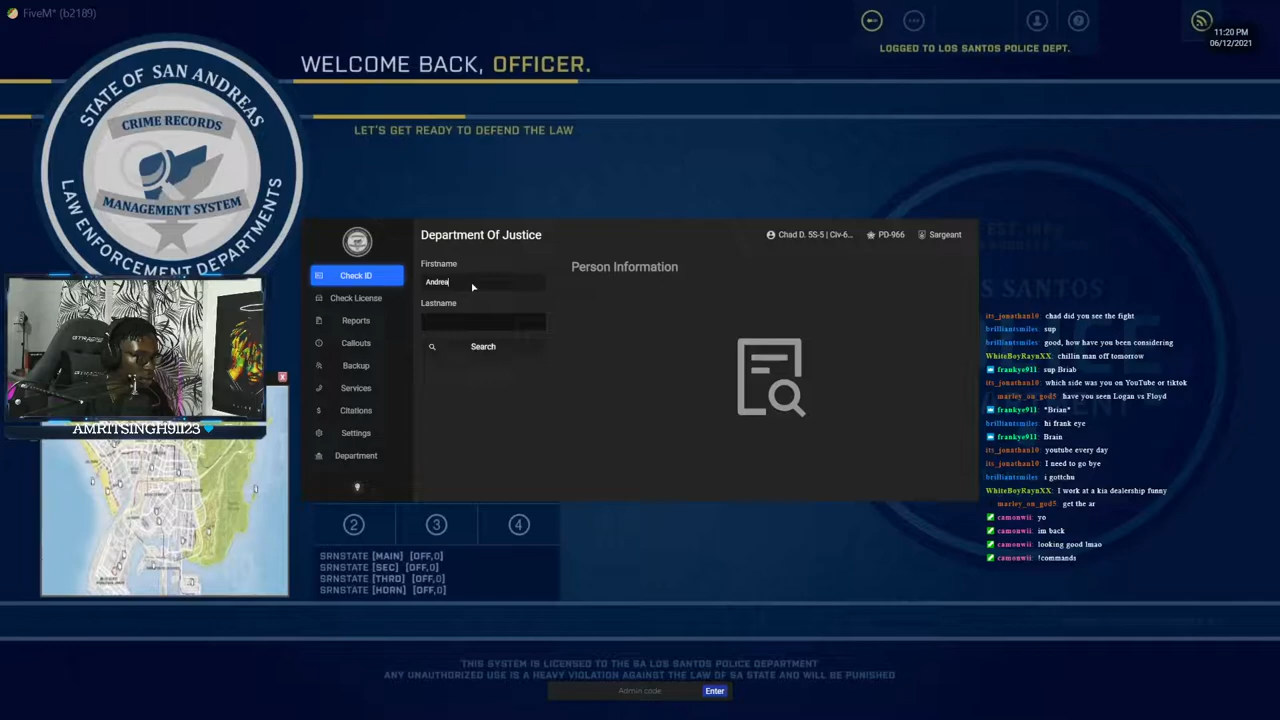 FiveM* (b2189)
11:20 PM
06/12/2021
LOGGED TO LOS SANTOS POLICE DEPT.
WELCOME BACK, OFFICER.
LET'S GET READY TO DEFEND THE LAW
STATE OF SAN ANDREAS
CRIME RECORDS
MANAGEMENT SYSTEM
LAW ENFORCEMENT DEPARTMENTS
Department Of Justice
Chad D. 5S-5 | Civ-6...
PD-966
Sargeant
Check ID
Check License
Reports
Callouts
Backup
Services
Citations
Settings
Department
Firstname
Andrea
Lastname
Search
Person Information
AMRITSINGH91123
2
3
4
SRNSTATE [MAIN] [OFF,0]
SRNSTATE [SEC] [OFF,0]
SRNSTATE [THRD] [OFF,0]
SRNSTATE [HORN] [OFF,0]
its_jonathan10: chad did you see the fight
brilliantsmiles: sup
brilliantsmiles: good, how have you been considering
WhiteBoyRaynXX: chillin man off tomorrow
frankye911: sup Briab
its_jonathan10: which side was you on YouTube or tiktok
marley_on_god5: have you seen Logan vs Floyd
frankye911: *Brian*
brilliantsmiles: hi frank eye
frankye911: Brain
its_jonathan10: youtube every day
its_jonathan10: I need to go bye
brilliantsmiles: i gottchu
WhiteBoyRaynXX: I work at a kia dealership funny
marley_on_god5: get the ar
camonwii: yo
camonwii: im back
camonwii: looking good lmao
camonwii: !commands
THIS SYSTEM IS LICENSED TO THE SA LOS SANTOS POLICE DEPARTMENT
ANY UNAUTHORIZED USE IS A HEAVY VIOLATION AGAINST THE LAW OF SA STATE AND WILL BE PUNISHED
Admin code
Enter